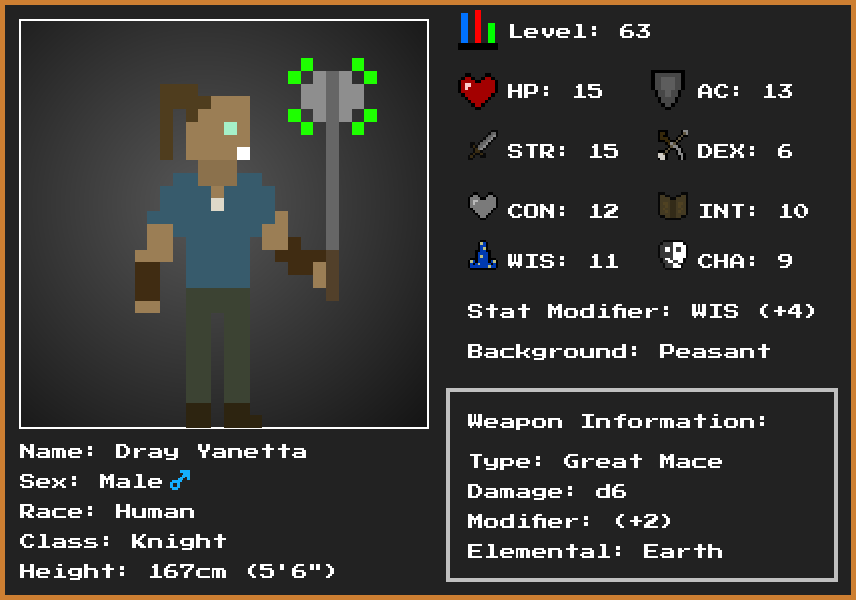 Level: 63
HP: 15
AC: 13
STR: 15
DEX: 6
CON: 12
INT: 10
WIS: 11
CHA: 9
Stat Modifier: WIS (+4)
Background: Peasant
Weapon Information:
Type: Great Mace
Damage: d6
Modifier: (+2)
Elemental: Earth
Name: Dray Yanetta
Sex: Male ♂
Race: Human
Class: Knight
Height: 167cm (5'6")